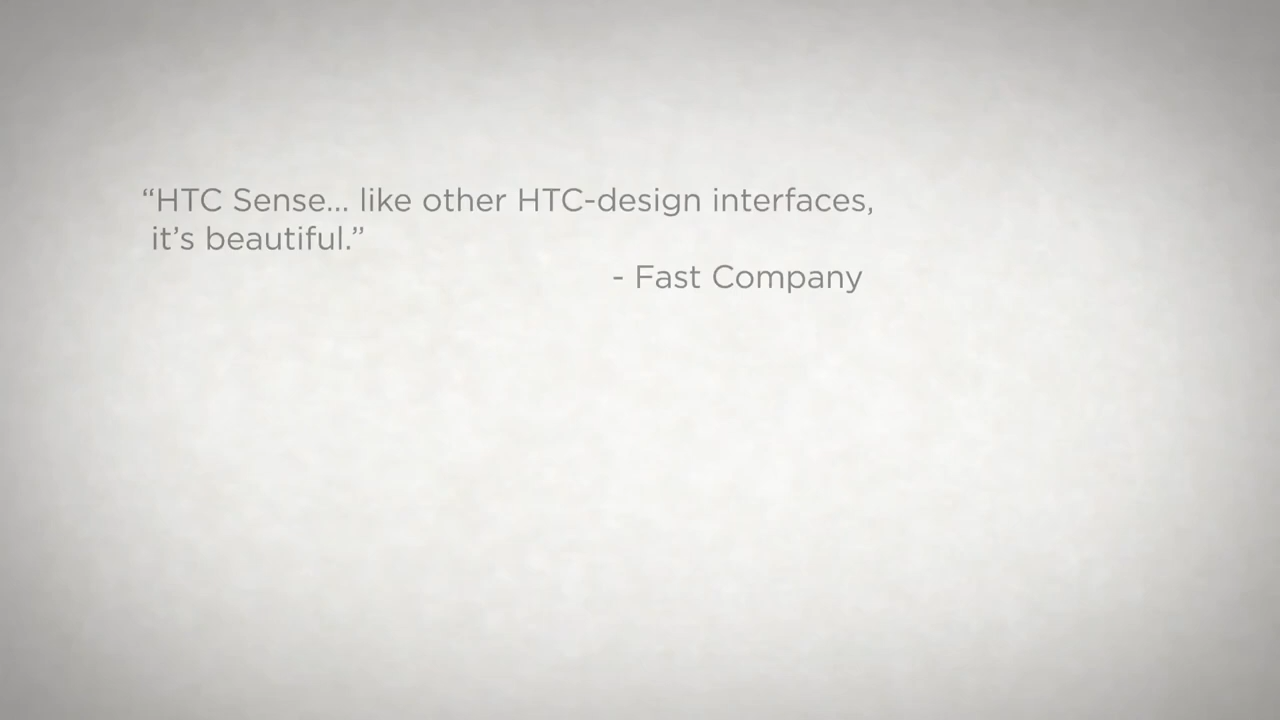 “HTC Sense... like other HTC-design interfaces,
it’s beautiful.”
- Fast Company